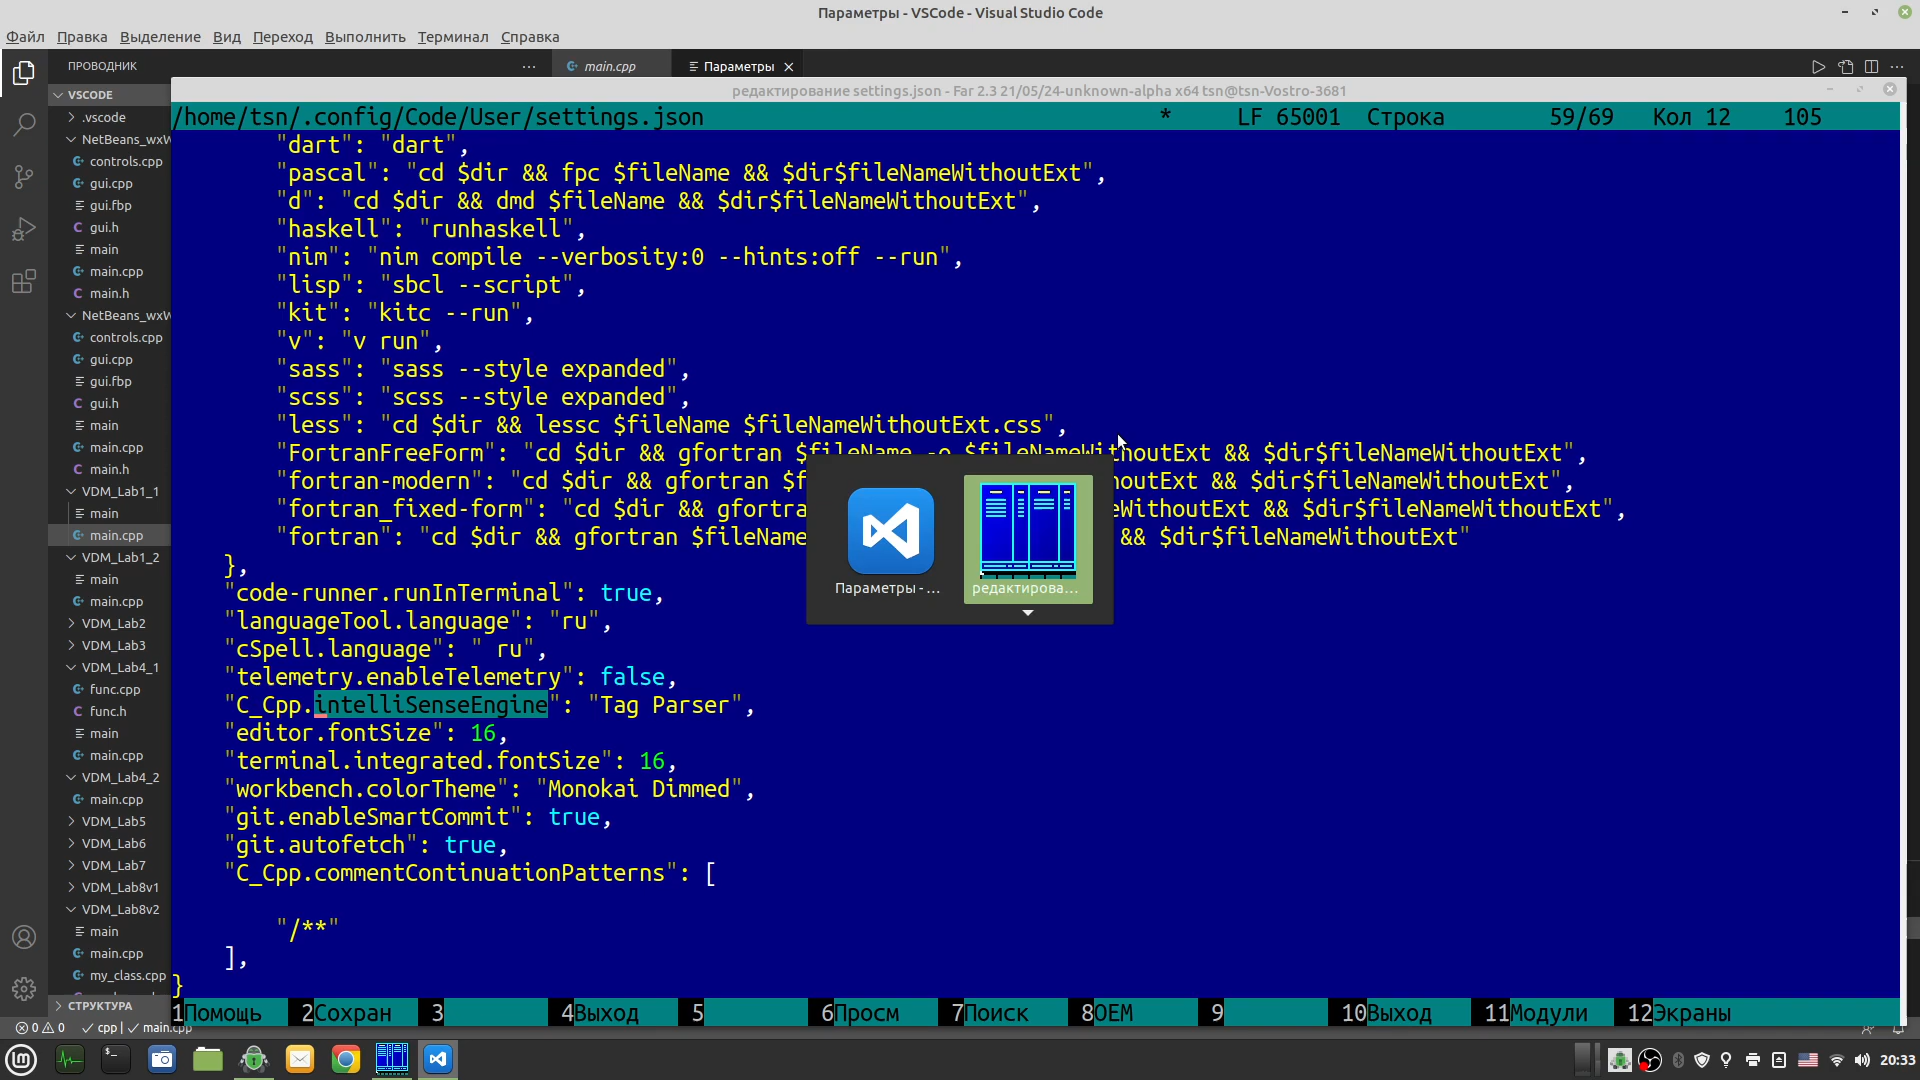 Параметры - VSCode - Visual Studio Code
Файл Правка Выделение Вид Переход Выполнить Терминал Справка
ПРОВОДНИК
main.cpp
Параметры
VSCODE
.vscode
NetBeans_wxW
controls.cpp
gui.cpp
gui.fbp
gui.h
main
main.cpp
main.h
NetBeans_wxW
controls.cpp
gui.cpp
gui.fbp
gui.h
main
main.cpp
main.h
VDM_Lab1_1
main
main.cpp
VDM_Lab1_2
main
main.cpp
VDM_Lab2
VDM_Lab3
VDM_Lab4_1
func.cpp
func.h
main
main.cpp
VDM_Lab4_2
main.cpp
VDM_Lab5
VDM_Lab6
VDM_Lab7
VDM_Lab8v1
VDM_Lab8v2
main
main.cpp
my_class.cpp
СТРУКТУРА
0 0 cpp | main.cpp
редактирование settings.json - Far 2.3 21/05/24-unknown-alpha x64 tsn@tsn-Vostro-3681
/home/tsn/.config/Code/User/settings.json * LF 65001 Строка 59/69 Кол 12 105
"dart": "dart",
"pascal": "cd $dir && fpc $fileName && $dir$fileNameWithoutExt",
"d": "cd $dir && dmd $fileName && $dir$fileNameWithoutExt",
"haskell": "runhaskell",
"nim": "nim compile --verbosity:0 --hints:off --run",
"lisp": "sbcl --script",
"kit": "kitc --run",
"v": "v run",
"sass": "sass --style expanded",
"scss": "scss --style expanded",
"less": "cd $dir && lessc $fileName $fileNameWithoutExt.css",
"FortranFreeForm": "cd $dir && gfortran $fileName -o $fileNameWithoutExt && $dir$fileNameWithoutExt",
"fortran-modern": "cd $dir && gfortran $f outExt && $dir$fileNameWithoutExt",
"fortran_fixed-form": "cd $dir && gfortra eWithoutExt && $dir$fileNameWithoutExt",
"fortran": "cd $dir && gfortran $fileName && $dir$fileNameWithoutExt"
},
"code-runner.runInTerminal": true,
"languageTool.language": "ru",
"cSpell.language": " ru",
"telemetry.enableTelemetry": false,
"C_Cpp.intelliSenseEngine": "Tag Parser",
"editor.fontSize": 16,
"terminal.integrated.fontSize": 16,
"workbench.colorTheme": "Monokai Dimmed",
"git.enableSmartCommit": true,
"git.autofetch": true,
"C_Cpp.commentContinuationPatterns": [
"/**"
],
}
1Помощь 2Сохран 3 4Выход 5 6Просм 7Поиск 8OEM 9 10Выход 11Модули 12Экраны
Параметры - ...
редактирова...
20:33